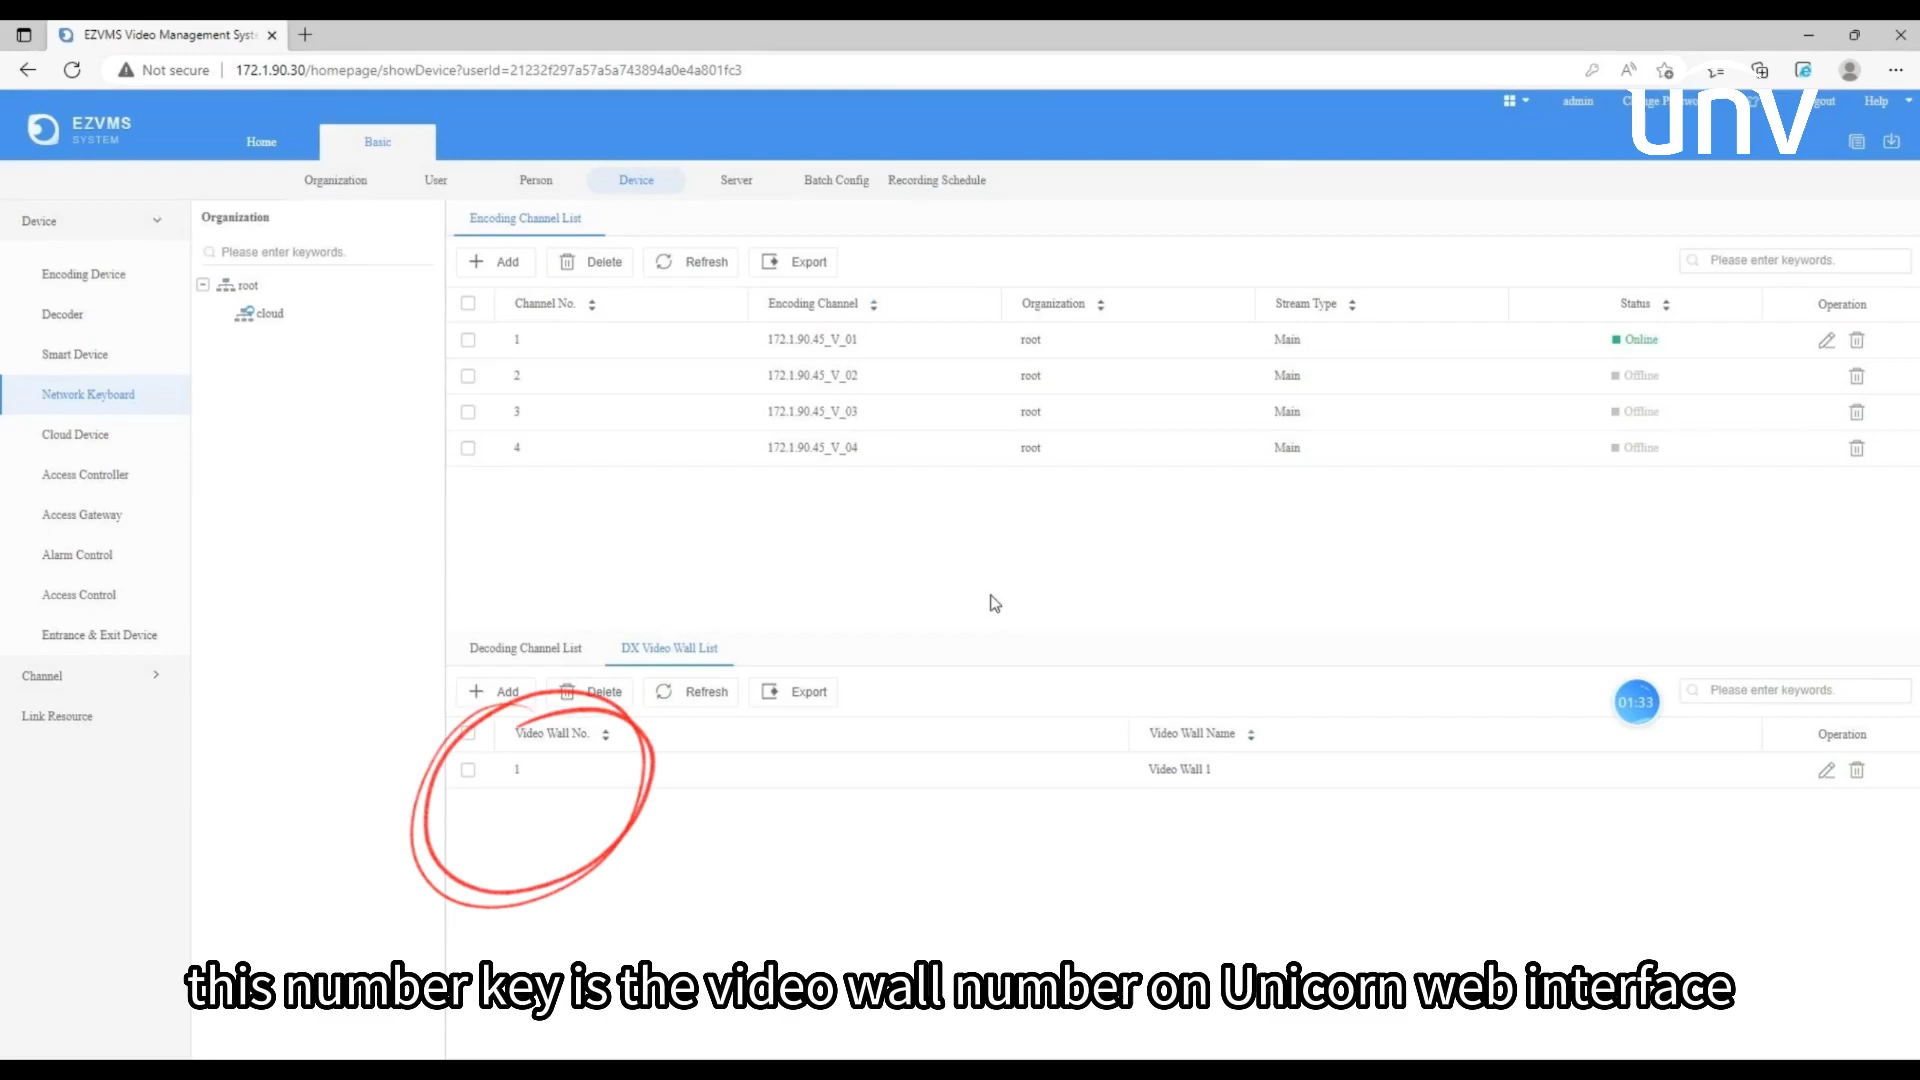 EZVMS Video Management Syst
Not secure
172.1.90.30/homepage/showDevice?userId=21232f297a57a5a743894a0e4a801fc3
EZVMS
SYSTEM
Home
Basic
admin
Help
unv
Organization
User
Person
Device
Server
Batch Config
Recording Schedule
Device
Encoding Device
Decoder
Smart Device
Network Keyboard
Cloud Device
Access Controller
Access Gateway
Alarm Control
Access Control
Entrance & Exit Device
Channel
Link Resource
Organization
Please enter keywords.
root
cloud
Encoding Channel List
Add
Delete
Refresh
Export
Please enter keywords.
Channel No.
Encoding Channel
Organization
Stream Type
Status
Operation
1 172.1.90.45_V_01 root Main Online
2 172.1.90.45_V_02 root Main Offline
3 172.1.90.45_V_03 root Main Offline
4 172.1.90.45_V_04 root Main Offline
Decoding Channel List
DX Video Wall List
Add
Delete
Refresh
Export
01:33
Please enter keywords.
Video Wall No.
Video Wall Name
Operation
1 Video Wall 1
this number key is the video wall number on Unicorn web interface